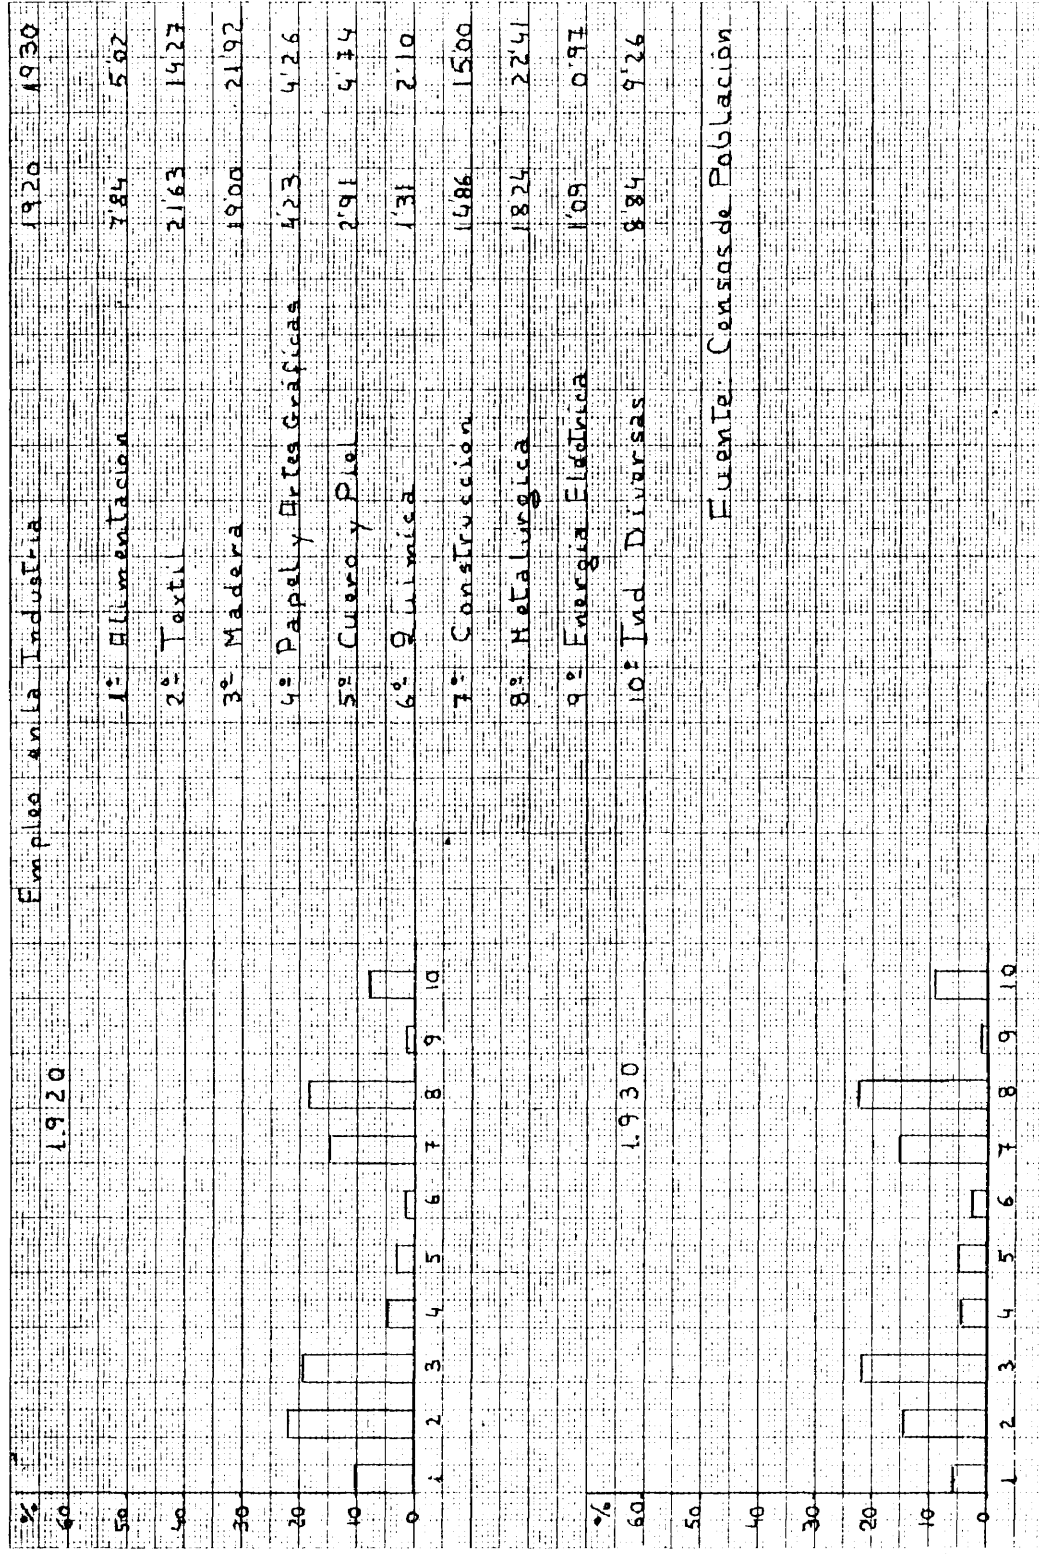 Empleo en la Industria 1920 1930
1º Alimentación 7'84 5'02
2º Textil 21'63 14'27
3º Madera 19'00 21'92
4º Papel y Artes Gráficas 4'23 4'26
5º Cuero y Piel 2'91 4'74
6º Química 1'31 2'10
7º Construcción 14'86 15'00
8º Metalurgica 18'24 22'41
9º Energía Eléctrica 1'09 0'97
10º Ind Diversas 8'84 9'26
Fuente: Censos de Población
1.920
%
60
50
40
30
20
10
0
1 2 3 4 5 6 7 8 9 10
1.930
%
60
50
40
30
20
10
0
1 2 3 4 5 6 7 8 9 10